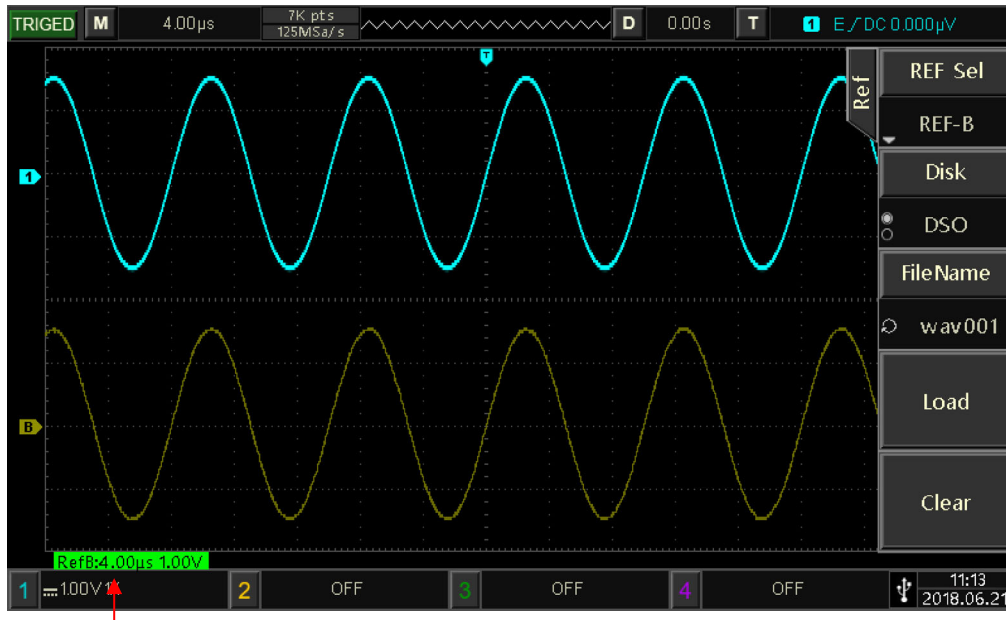 TRIGED M 4.00μs 7K pts D 0.00s T 1 E DC 0.000μV
125MSa/s
T
Ref
REF Sel
REF-B
1
Disk
DSO
FileName
wav001
B
Load
Clear
RefB:4.00μs 1.00V
1 1.00V 1X 2 OFF 3 OFF 4 OFF 11:13
2018.06.21